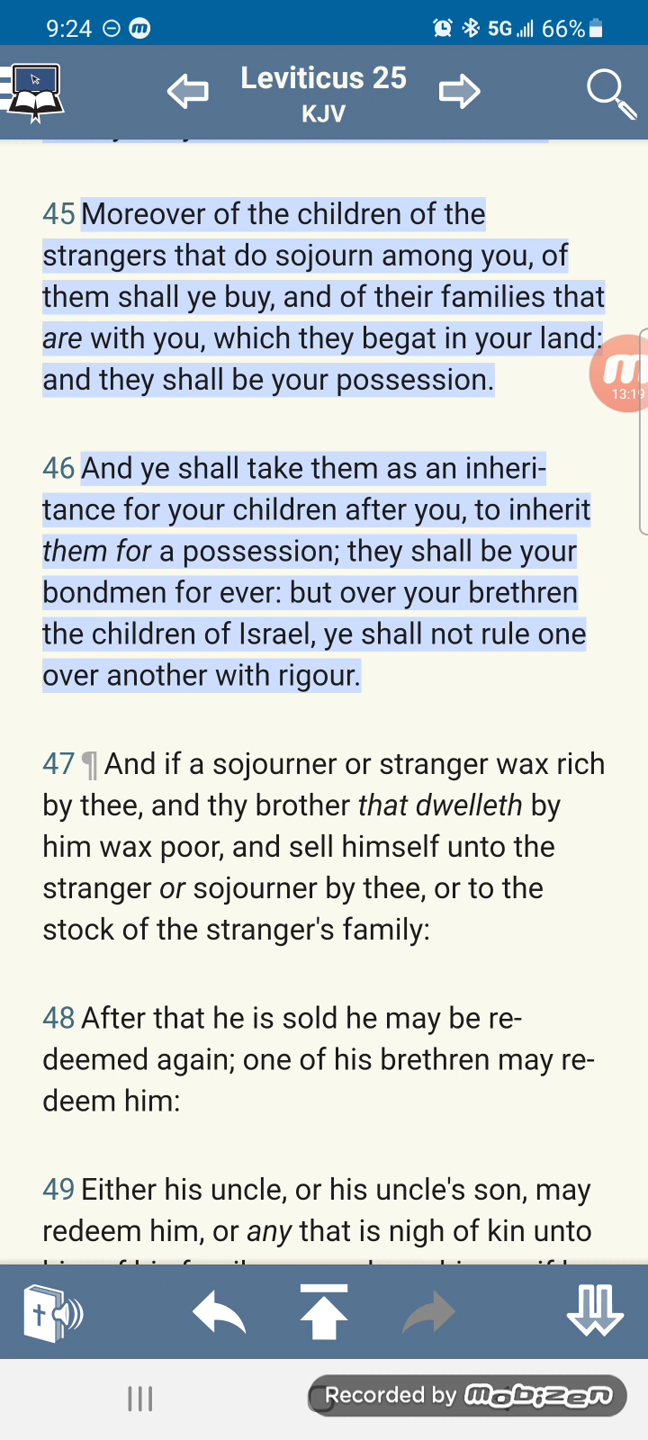 9:24 5G 66%
Leviticus 25
KJV
45 Moreover of the children of the
strangers that do sojourn among you, of
them shall ye buy, and of their families that
are with you, which they begat in your land:
and they shall be your possession.
13:19
46 And ye shall take them as an inheri-
tance for your children after you, to inherit
them for a possession; they shall be your
bondmen for ever: but over your brethren
the children of Israel, ye shall not rule one
over another with rigour.
47 ¶ And if a sojourner or stranger wax rich
by thee, and thy brother that dwelleth by
him wax poor, and sell himself unto the
stranger or sojourner by thee, or to the
stock of the stranger's family:
48 After that he is sold he may be re-
deemed again; one of his brethren may re-
deem him:
49 Either his uncle, or his uncle's son, may
redeem him, or any that is nigh of kin unto
Recorded by mobizen